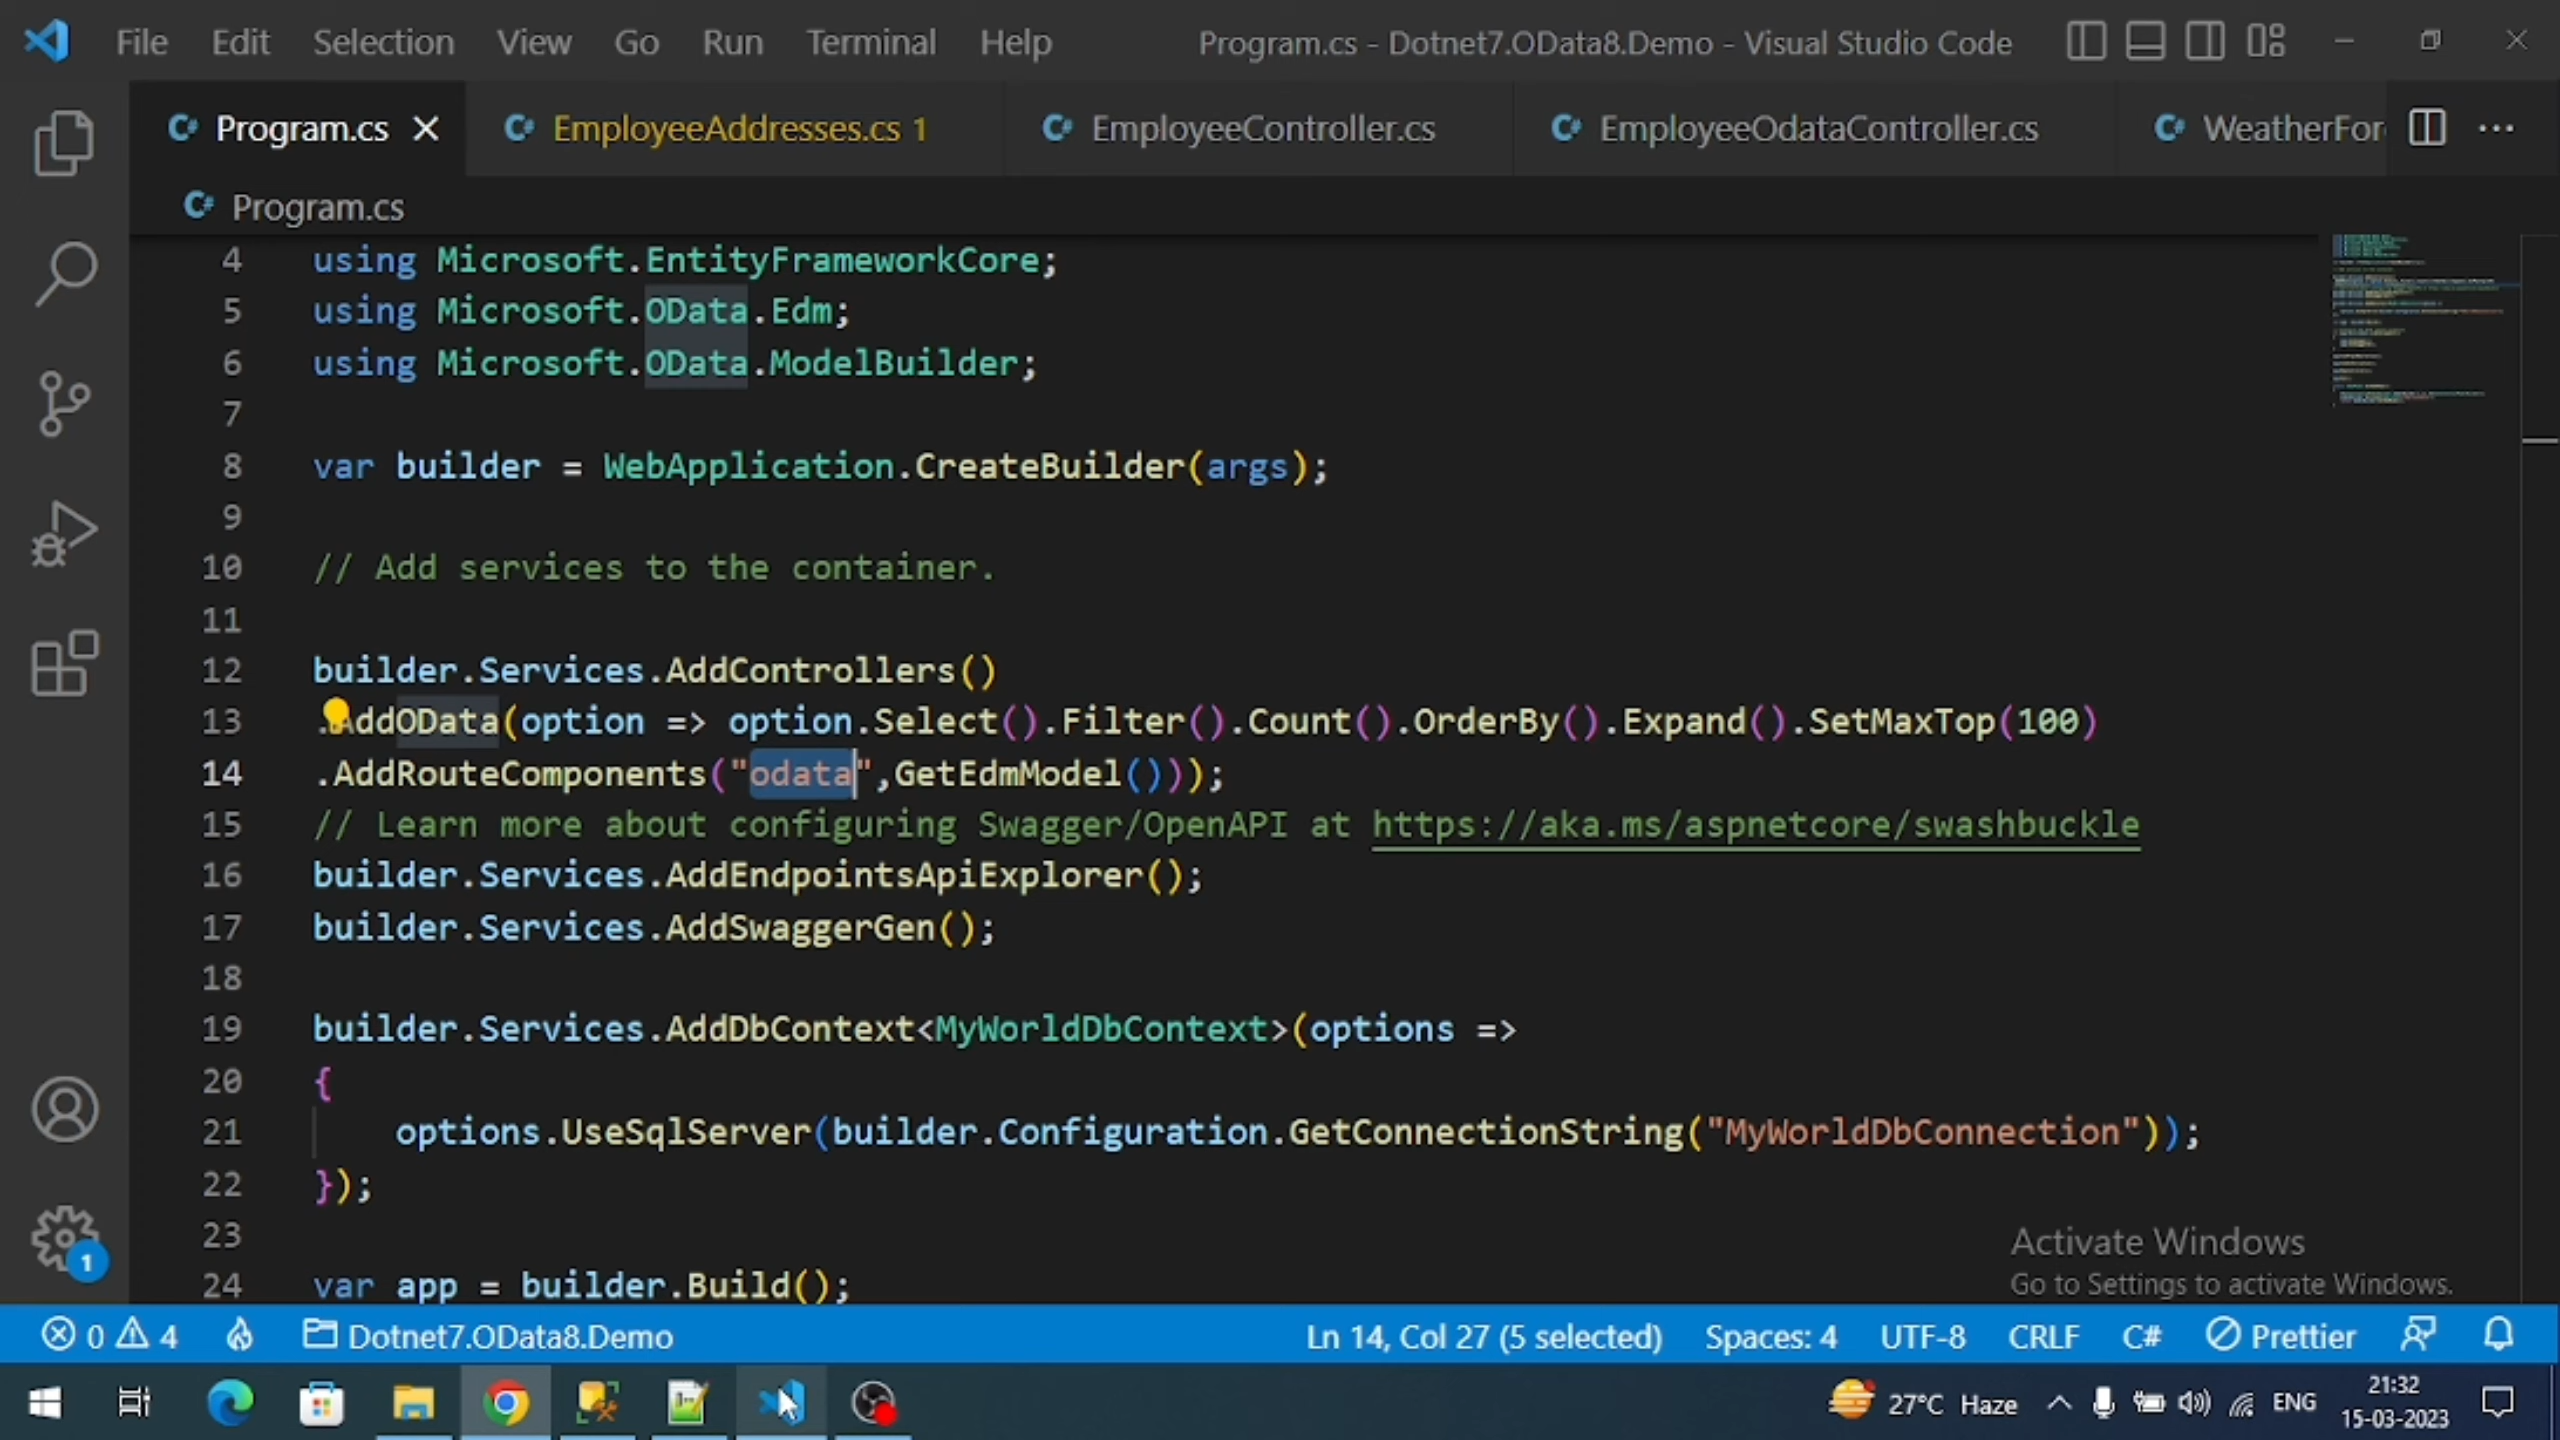 File Edit Selection View Go Run Terminal Help Program.cs - Dotnet7.OData8.Demo - Visual Studio Code
Program.cs EmployeeAddresses.cs 1 EmployeeController.cs EmployeeOdataController.cs WeatherFor
Program.cs
4 using Microsoft.EntityFrameworkCore;
5 using Microsoft.OData.Edm;
6 using Microsoft.OData.ModelBuilder;
7
8 var builder = WebApplication.CreateBuilder(args);
9
10 // Add services to the container.
11
12 builder.Services.AddControllers()
13 .AddOData(option => option.Select().Filter().Count().OrderBy().Expand().SetMaxTop(100)
14 .AddRouteComponents("odata",GetEdmModel()));
15 // Learn more about configuring Swagger/OpenAPI at https://aka.ms/aspnetcore/swashbuckle
16 builder.Services.AddEndpointsApiExplorer();
17 builder.Services.AddSwaggerGen();
18
19 builder.Services.AddDbContext<MyWorldDbContext>(options =>
20 {
21 options.UseSqlServer(builder.Configuration.GetConnectionString("MyWorldDbConnection"));
22 });
23
24 var app = builder.Build();
Activate Windows
Go to Settings to activate Windows.
1
0 4 Dotnet7.OData8.Demo Ln 14, Col 27 (5 selected) Spaces: 4 UTF-8 CRLF C# Prettier
27°C Haze ENG 21:32
15-03-2023